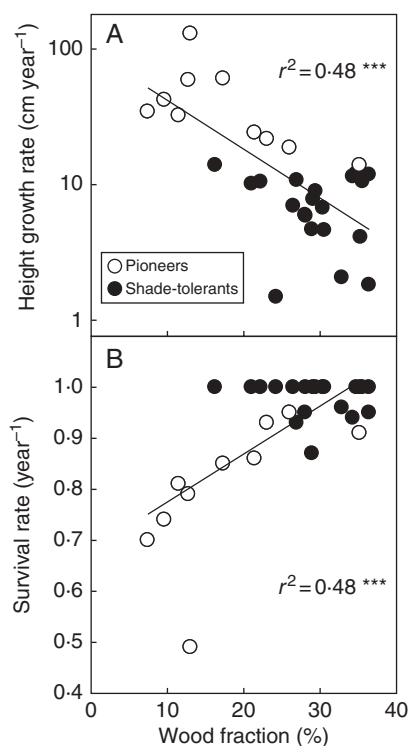 A
r² = 0·48 ***
Height growth rate (cm year⁻¹)
100
10
1
Pioneers
Shade-tolerants
B
Survival rate (year⁻¹)
1·0
0·9
0·8
0·7
0·6
0·5
0·4
r² = 0·48 ***
0
10
20
30
40
Wood fraction (%)